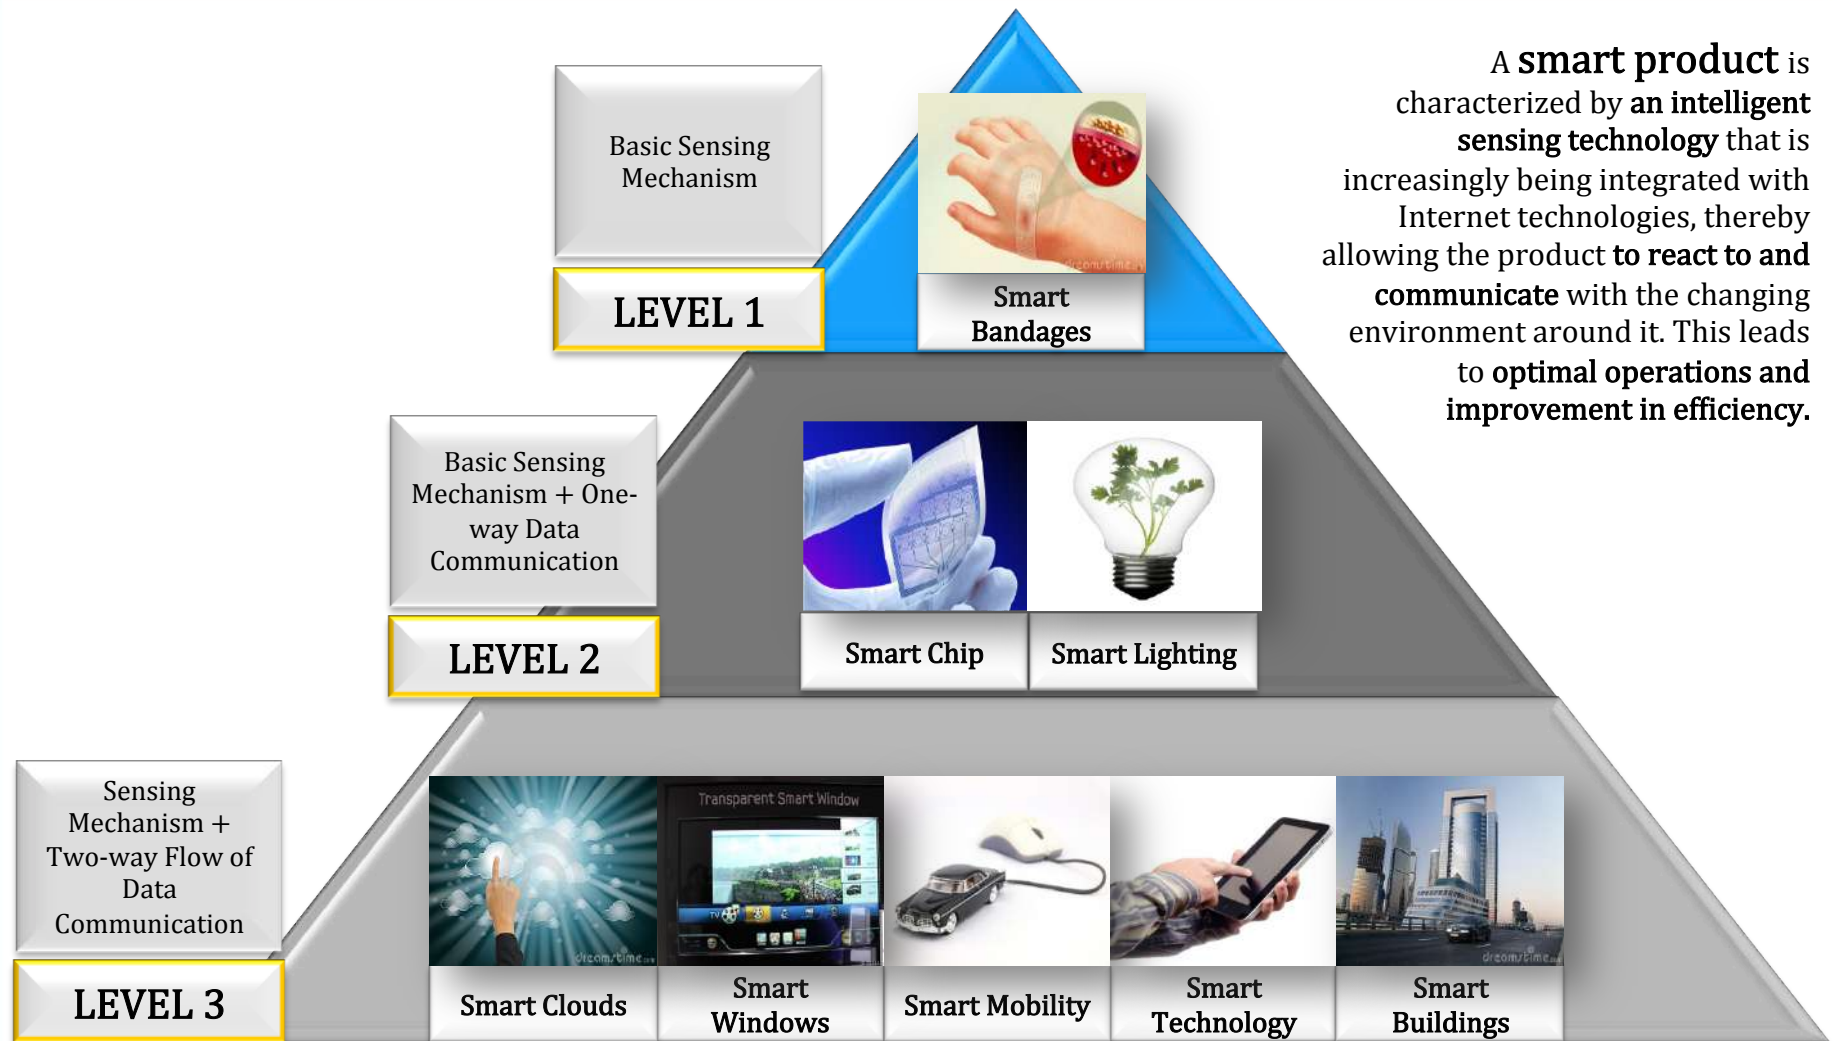 A smart product is
characterized by an intelligent
sensing technology that is
increasingly being integrated with
Internet technologies, thereby
allowing the product to react to and
communicate with the changing
environment around it. This leads
to optimal operations and
improvement in efficiency.
Basic Sensing
Mechanism
LEVEL 1
dreamstime
Smart
Bandages
Basic Sensing
Mechanism + One-
way Data
Communication
LEVEL 2
Smart Chip
Smart Lighting
Sensing
Mechanism +
Two-way Flow of
Data
Communication
LEVEL 3
dreamstime
Transparent Smart Window
TV
dreamstime
Smart Clouds
Smart
Windows
Smart Mobility
Smart
Technology
Smart
Buildings